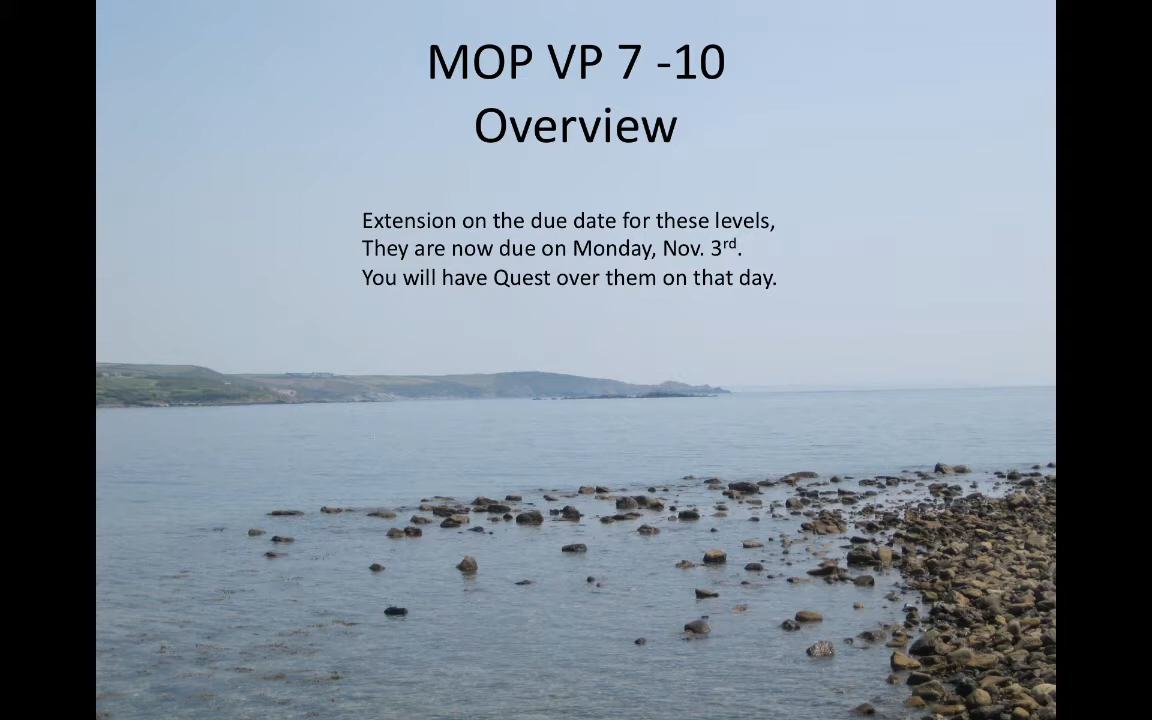 MOP VP 7 -10
Overview
Extension on the due date for these levels,
They are now due on Monday, Nov. 3rd.
You will have Quest over them on that day.